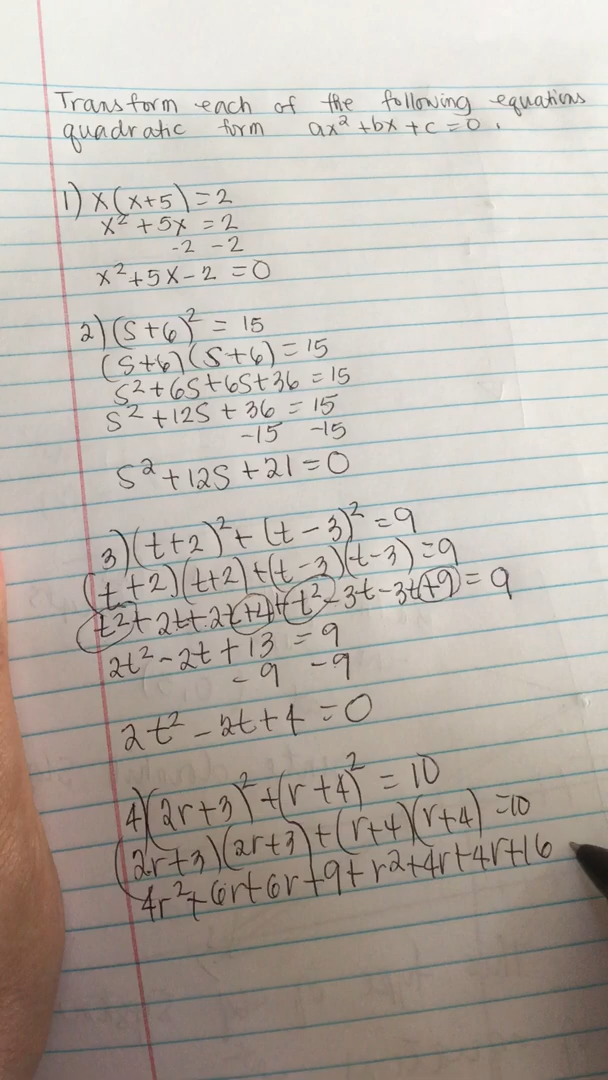 Transform each of the following equations
quadratic form ax² + bx + c = 0.
1) x(x+5) = 2
x² + 5x = 2
-2 -2
x² + 5x - 2 = 0
2) (s+6)² = 15
(s+6)(s+6) = 15
s² + 6s + 6s + 36 = 15
s² + 12s + 36 = 15
-15 -15
s² + 12s + 21 = 0
3) (t+2)² + (t-3)² = 9
(t+2)(t+2) + (t-3)(t-3) = 9
t² + 2t + 2t + 4 + t² - 3t - 3t + 9 = 9
2t² - 2t + 13 = 9
- 9 - 9
2t² - 2t + 4 = 0
4) (2r+3)² + (r+4)² = 10
(2r+3)(2r+3) + (r+4)(r+4) = 10
4r² + 6r + 6r + 9 + r2 + 4r + 4r + 16